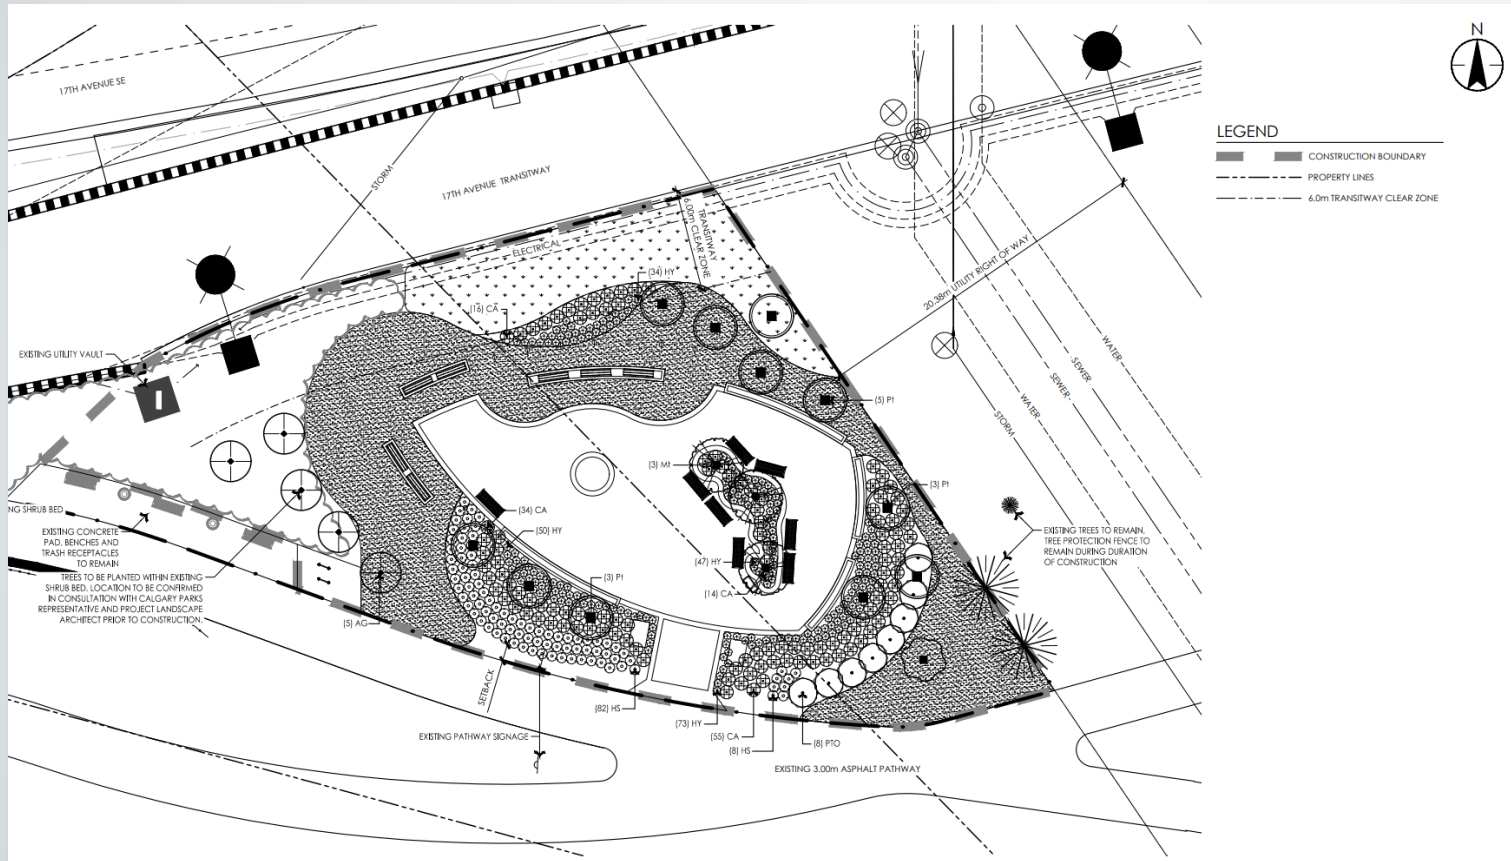 N
LEGEND
CONSTRUCTION BOUNDARY
PROPERTY LINES
6.0m TRANSITWAY CLEAR ZONE
17TH AVENUE SE
STORM
17TH AVENUE TRANSITWAY
TRANSITWAY
6.00m CLEAR ZONE
ELECTRICAL
20.38m UTILITY RIGHT OF WAY
(34) HY
(16) CA
EXISTING UTILITY VAULT
WATER
SEWER
SEWER
WATER
STORM
(5) Pt
(3) Mt
(3) Pt
(34) CA
(50) HY
NG SHRUB BED
EXISTING CONCRETE
PAD, BENCHES AND
TRASH RECEPTACLES
TO REMAIN
EXISTING TREES TO REMAIN.
TREE PROTECTION FENCE TO
REMAIN DURING DURATION
OF CONSTRUCTION
(47) HY
(3) Pt
(14) CA
TREES TO BE PLANTED WITHIN EXISTING
SHRUB BED, LOCATION TO BE CONFIRMED
IN CONSULTATION WITH CALGARY PARKS
REPRESENTATIVE AND PROJECT LANDSCAPE
ARCHITECT PRIOR TO CONSTRUCTION.
(5) AG
SETBACK
(82) HS
(73) HY
(55) CA
(8) HS
(8) PTO
EXISTING PATHWAY SIGNAGE
EXISTING 3.00m ASPHALT PATHWAY